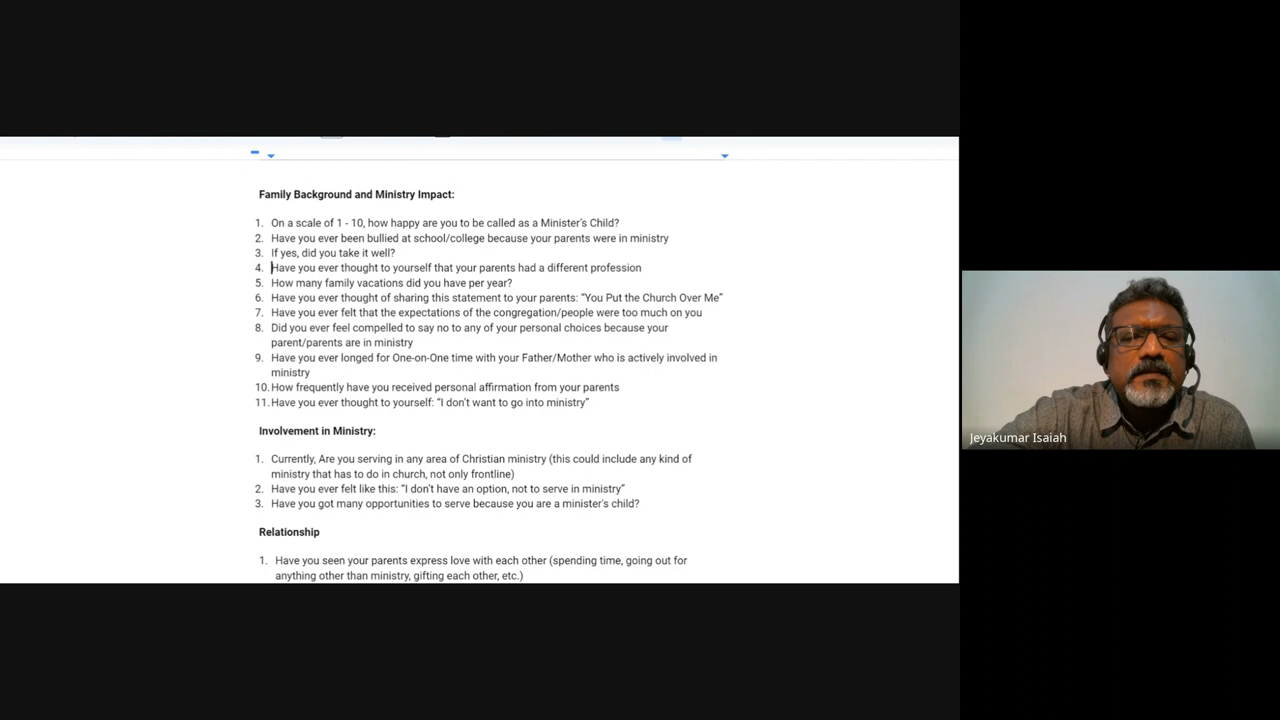 Family Background and Ministry Impact:
1. On a scale of 1 - 10, how happy are you to be called as a Minister's Child?
2. Have you ever been bullied at school/college because your parents were in ministry
3. If yes, did you take it well?
4. Have you ever thought to yourself that your parents had a different profession
5. How many family vacations did you have per year?
6. Have you ever thought of sharing this statement to your parents: “You Put the Church Over Me”
7. Have you ever felt that the expectations of the congregation/people were too much on you
8. Did you ever feel compelled to say no to any of your personal choices because your
parent/parents are in ministry
9. Have you ever longed for One-on-One time with your Father/Mother who is actively involved in
ministry
10. How frequently have you received personal affirmation from your parents
11. Have you ever thought to yourself: “I don't want to go into ministry”
Involvement in Ministry:
1. Currently, Are you serving in any area of Christian ministry (this could include any kind of
ministry that has to do in church, not only frontline)
2. Have you ever felt like this: “I don't have an option, not to serve in ministry”
3. Have you got many opportunities to serve because you are a minister's child?
Relationship
1. Have you seen your parents express love with each other (spending time, going out for
anything other than ministry, gifting each other, etc.)
Jeyakumar Isaiah